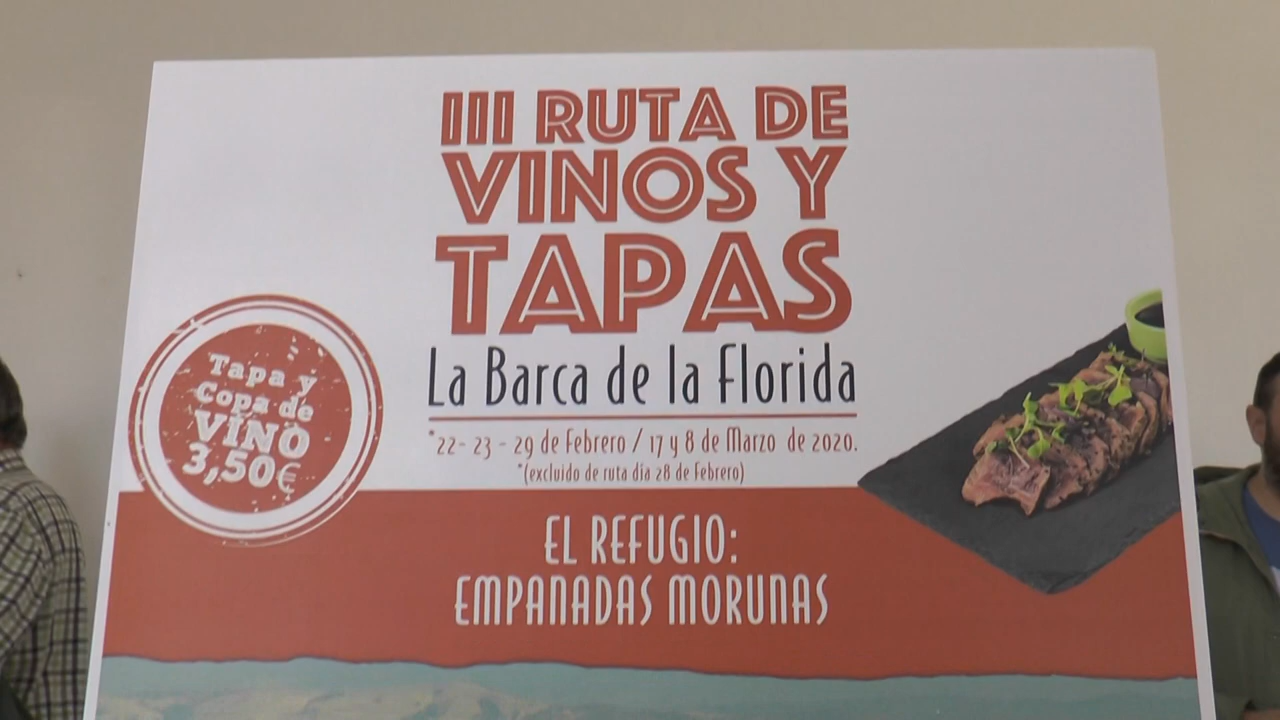 III RUTA DE
VINOS Y
TAPAS
La Barca de la Florida
*22- 23 - 29 de Febrero / 17 y 8 de Marzo de 2020.
*(excluido de ruta día 28 de Febrero)
Tapa y
Copa de
VINO
3,50€
EL REFUGIO:
EMPANADAS MORUNAS